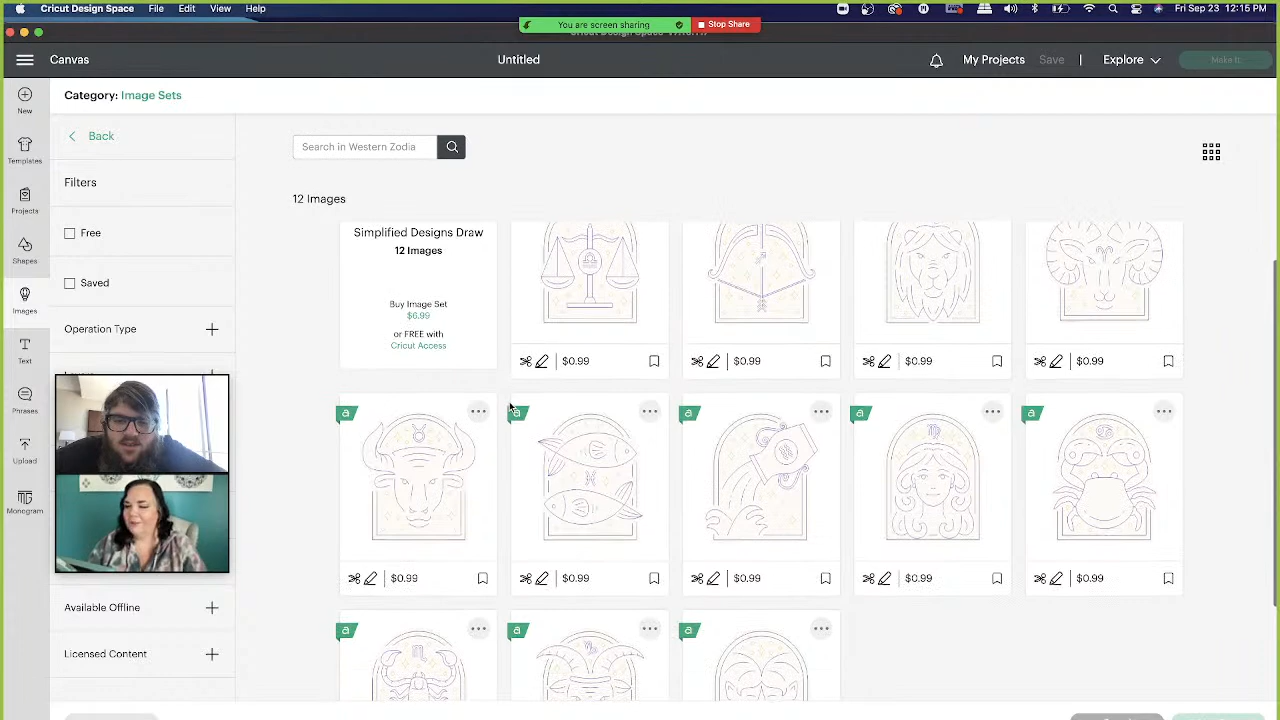 Cricut Design Space File Edit View Help Fri Sep 23 12:15 PM
You are screen sharing Stop Share
Canvas Untitled My Projects Save | Explore Make It
Category: Image Sets
New
Templates
Projects
Shapes
Images
Text
Phrases
Upload
Monogram
Back
Filters
Free
Saved
Operation Type
Available Offline
Licensed Content
Search in Western Zodia
12 Images
Simplified Designs Draw
12 Images
Buy Image Set
$6.99
or FREE with
Cricut Access
$0.99 $0.99 $0.99 $0.99
a a a a a
$0.99 $0.99 $0.99 $0.99 $0.99
a a a